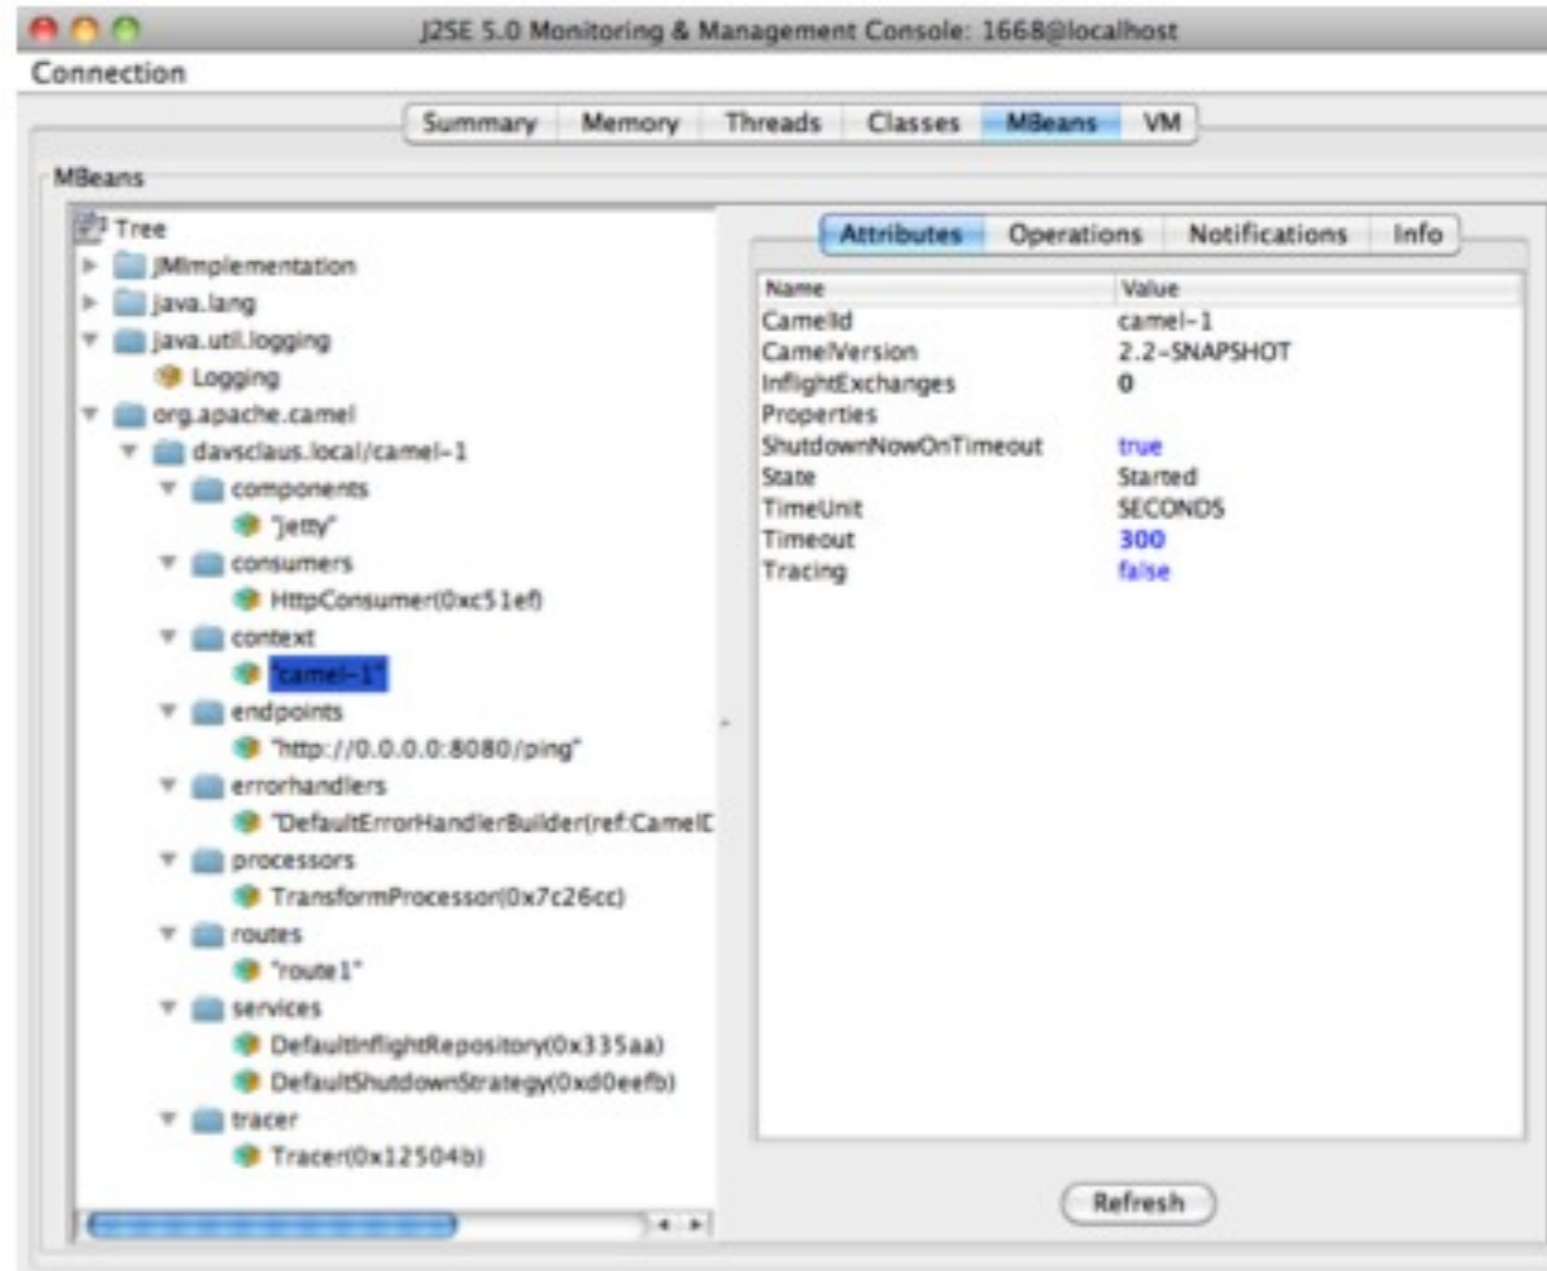 J2SE 5.0 Monitoring & Management Console: 1668@localhost
Connection
Summary Memory Threads Classes MBeans VM
MBeans
Tree
JMImplementation
java.lang
java.util.logging
Logging
org.apache.camel
davsclaus.local/camel-1
components
"jetty"
consumers
HttpConsumer(0xc51ef)
context
"camel-1"
endpoints
"http://0.0.0.0:8080/ping"
errorhandlers
"DefaultErrorHandlerBuilder(ref:CamelD
processors
TransformProcessor(0x7c26cc)
routes
"route1"
services
DefaultInflightRepository(0x335aa)
DefaultShutdownStrategy(0xd0eefb)
tracer
Tracer(0x12504b)
Attributes Operations Notifications Info
Name Value
CamelId camel-1
CamelVersion 2.2-SNAPSHOT
InflightExchanges 0
Properties
ShutdownNowOnTimeout true
State Started
TimeUnit SECONDS
Timeout 300
Tracing false
Refresh